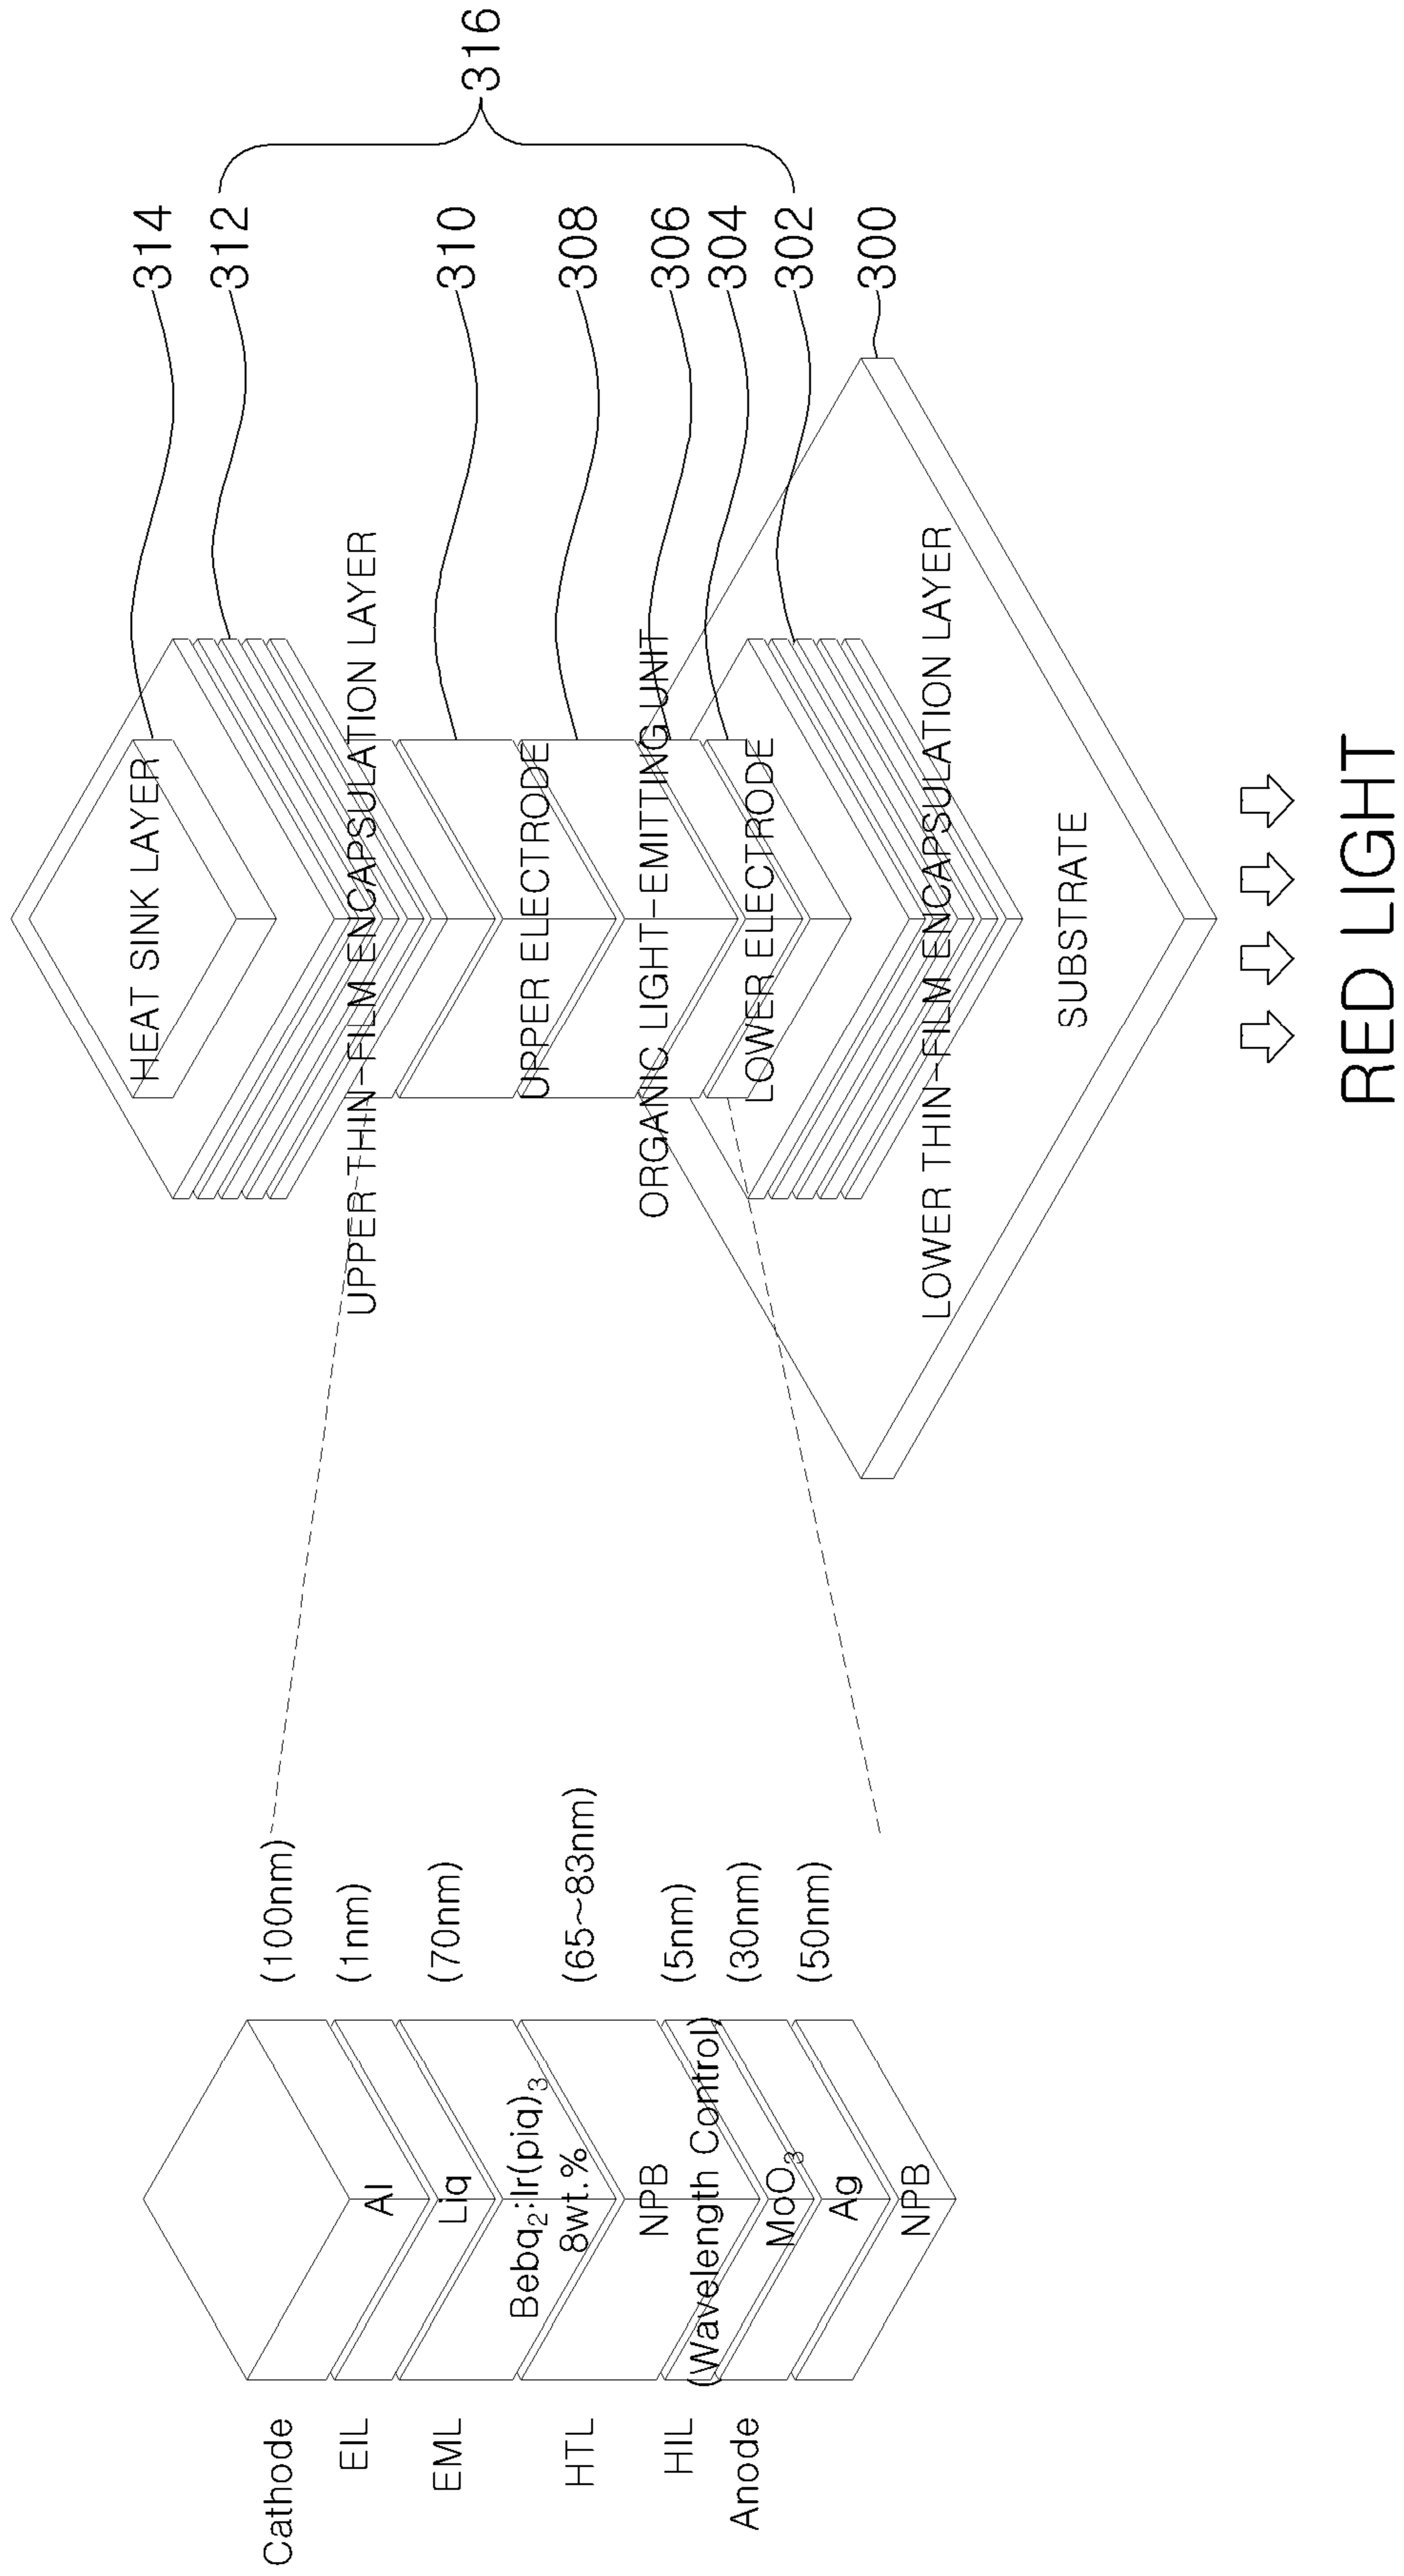 Cathode
EIL
EML
HTL
HIL
Anode
Al
Liq
Bebq₂:Ir(piq)₃
8wt.%
NPB
(Wavelength Control)
MoO₃
Ag
NPB
(100nm)
(1nm)
(70nm)
(65~83nm)
(5nm)
(30nm)
(50nm)
HEAT SINK LAYER
UPPER THIN-FILM ENCAPSULATION LAYER
UPPER ELECTRODE
ORGANIC LIGHT-EMITTING UNIT
LOWER ELECTRODE
LOWER THIN-FILM ENCAPSULATION LAYER
SUBSTRATE
RED LIGHT
314
312
310
308
306
304
302
300
316